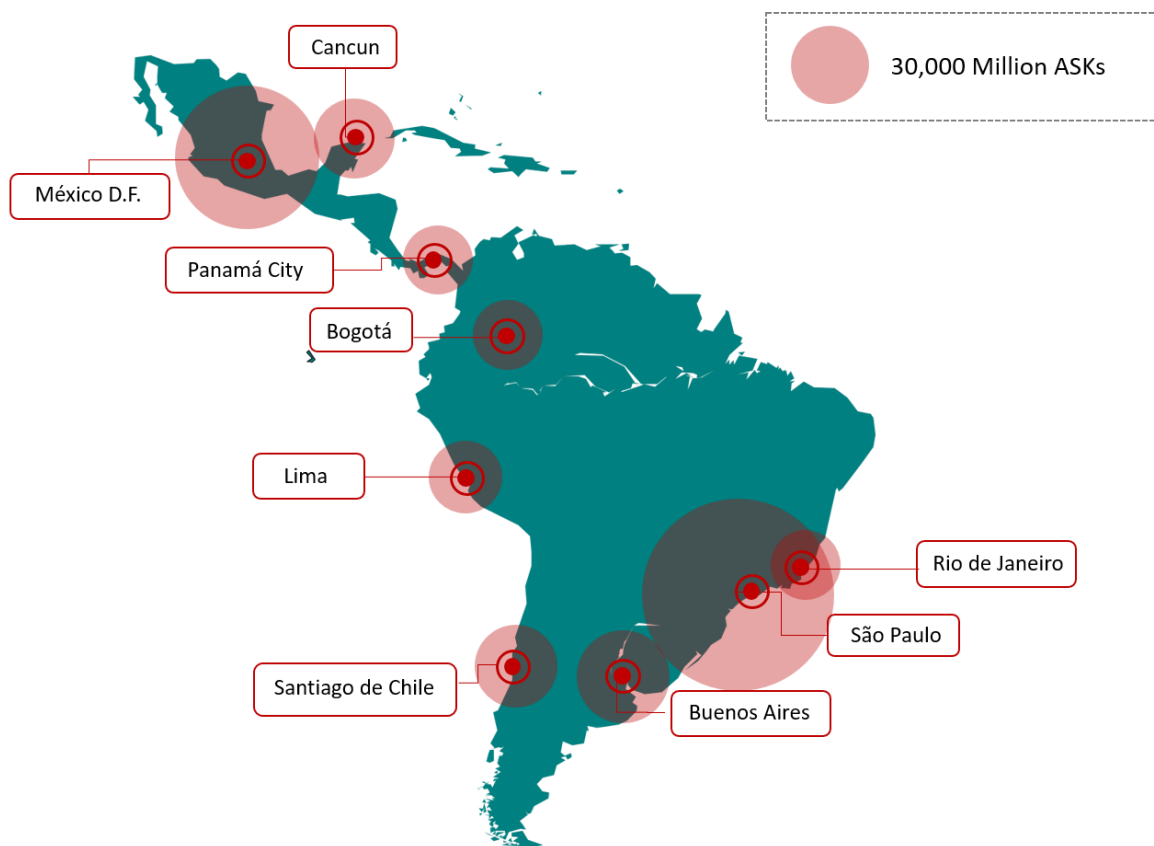 Cancun
30,000 Million ASKs
México D.F.
Panamá City
Bogotá
Lima
Rio de Janeiro
São Paulo
Santiago de Chile
Buenos Aires